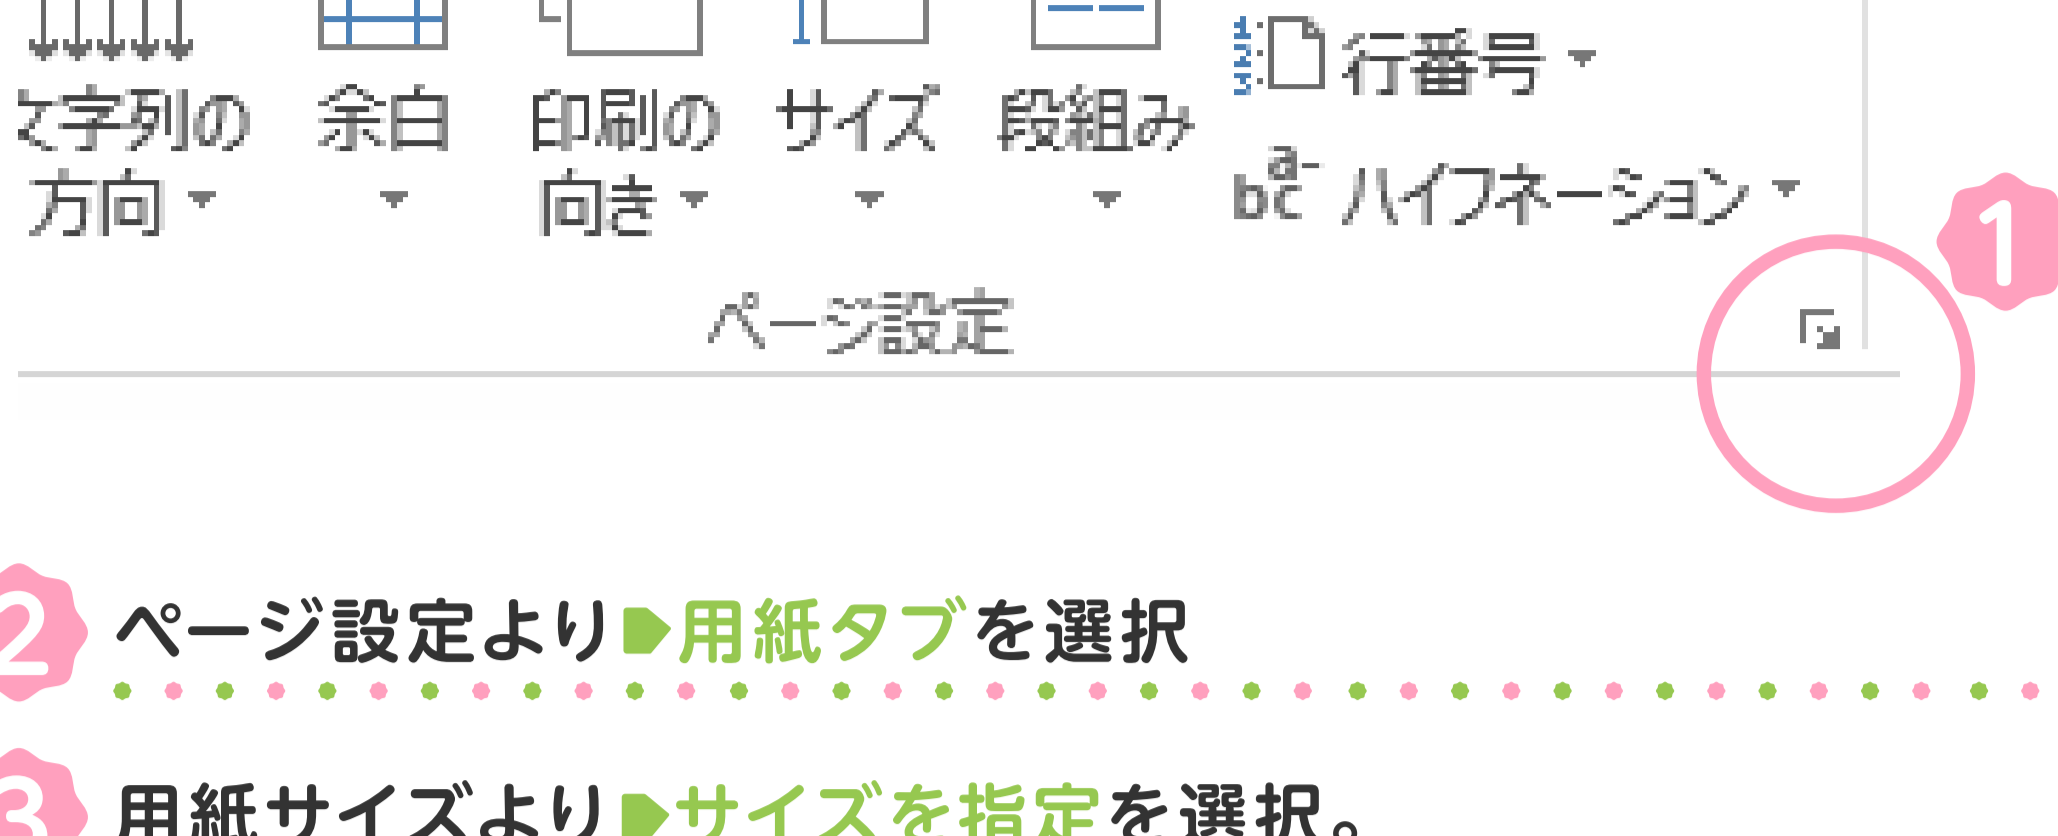 字列の 余白 印刷の サイズ 段組み 行番号
方向 向き
bc a- ハイフネーション
1
ページ設定
2 ページ設定より用紙タブを選択
3 用紙サイズよりサイズを指定を選択。